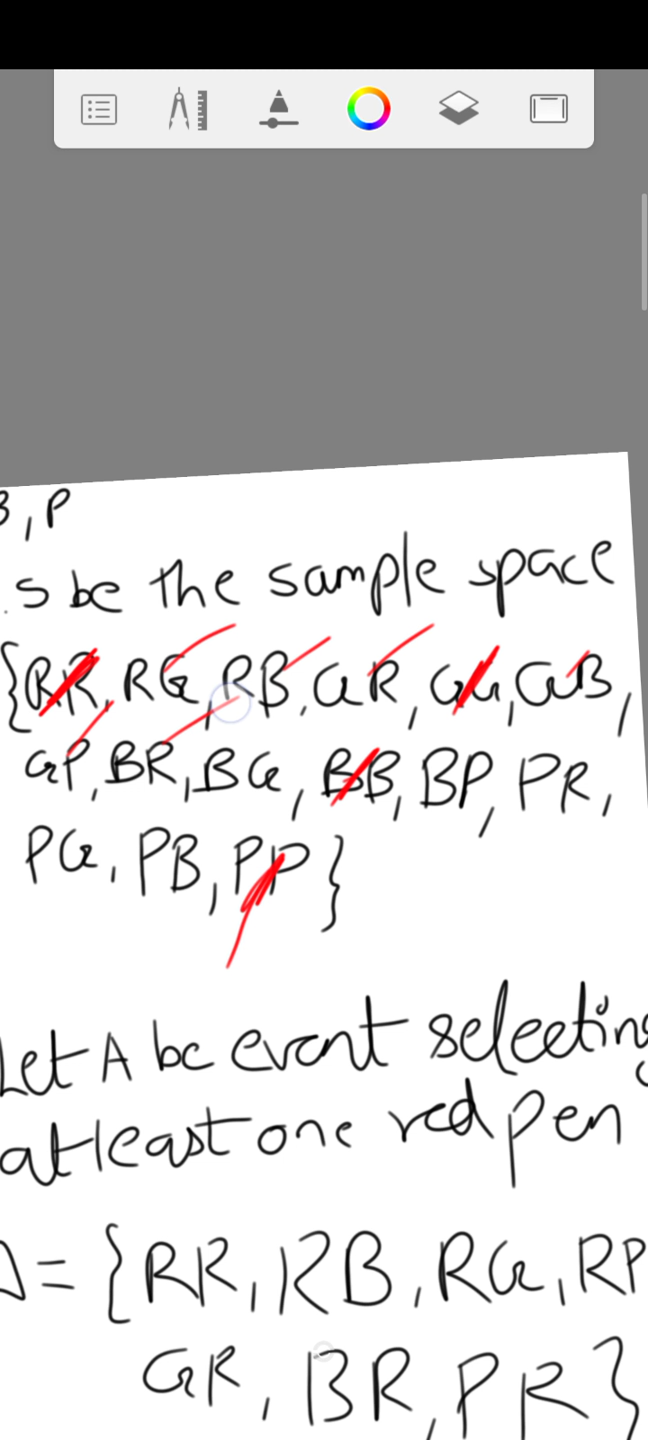 B, P
. S be the sample space
{RR, RG, RB, GR, GG, GB,
GP, BR, BG, BB, BP, PR,
PG, PB, PP}
Let A be event selecting
atleast one red pen
A = {RR, RB, RG, RP
GR, BR, PR}